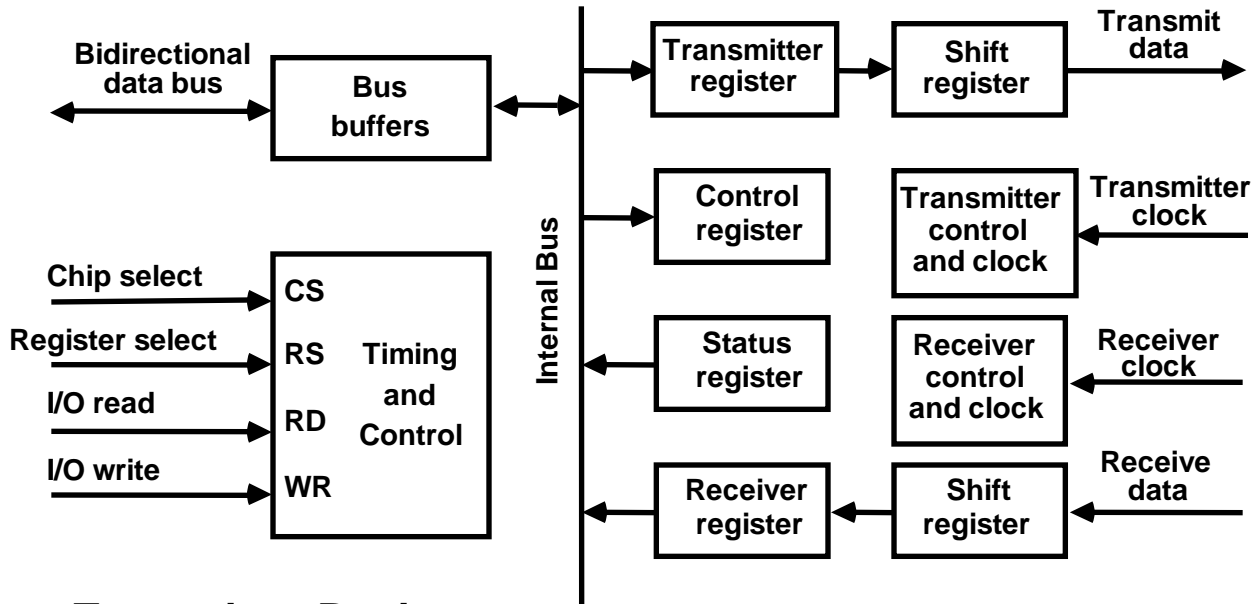 Bidirectional
data bus
Bus
buffers
Transmitter
register
Shift
register
Transmit
data
Control
register
Transmitter
control
and clock
Transmitter
clock
Internal Bus
Chip select
CS
Register select
RS
I/O read
RD
I/O write
WR
Timing
and
Control
Status
register
Receiver
control
and clock
Receiver
clock
Receiver
register
Shift
register
Receive
data